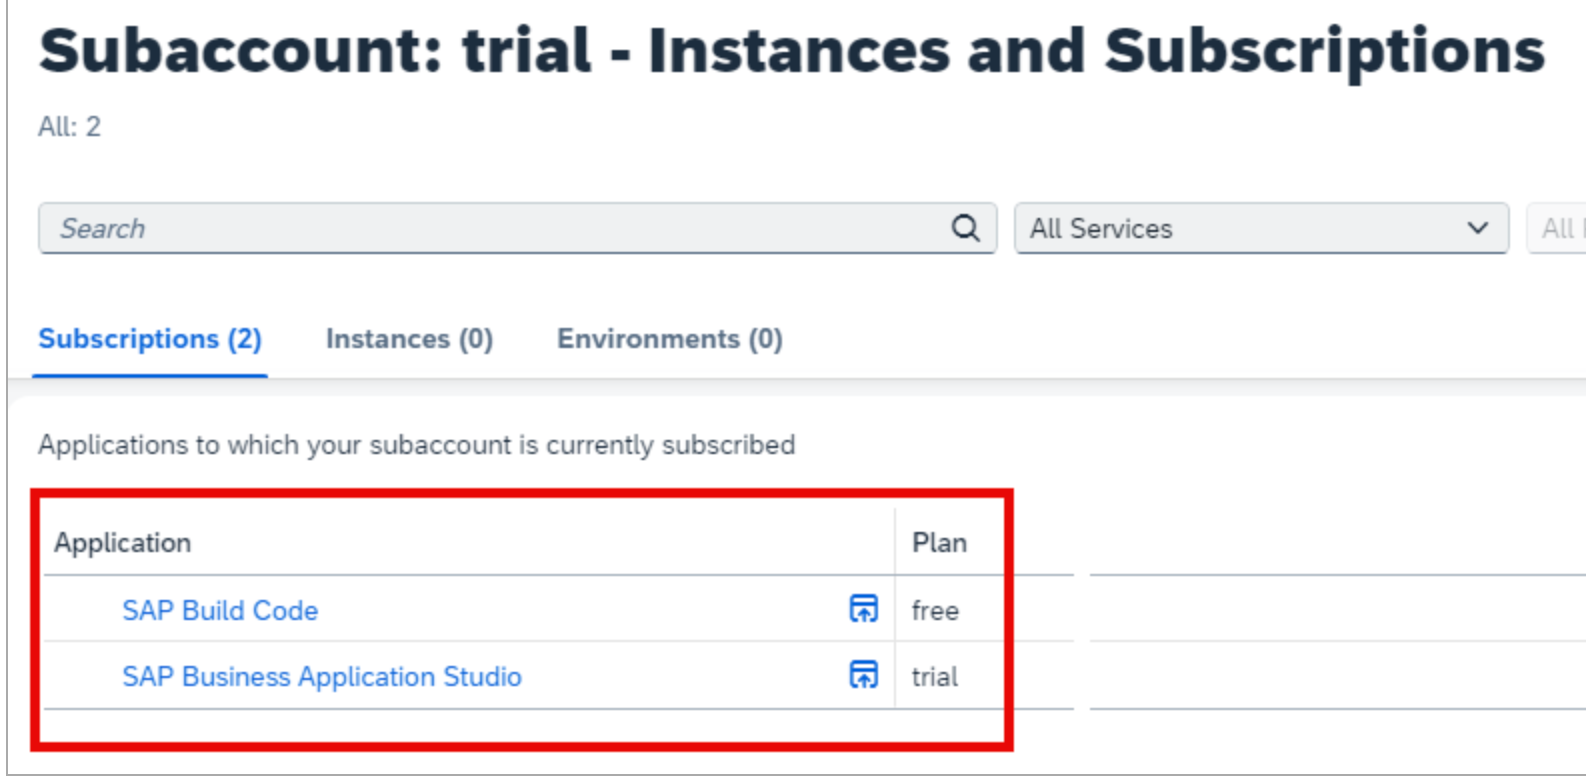 Subaccount: trial - Instances and Subscriptions
All: 2
Search All Services All
Subscriptions (2) Instances (0) Environments (0)
Applications to which your subaccount is currently subscribed
Application Plan
SAP Build Code free
SAP Business Application Studio trial